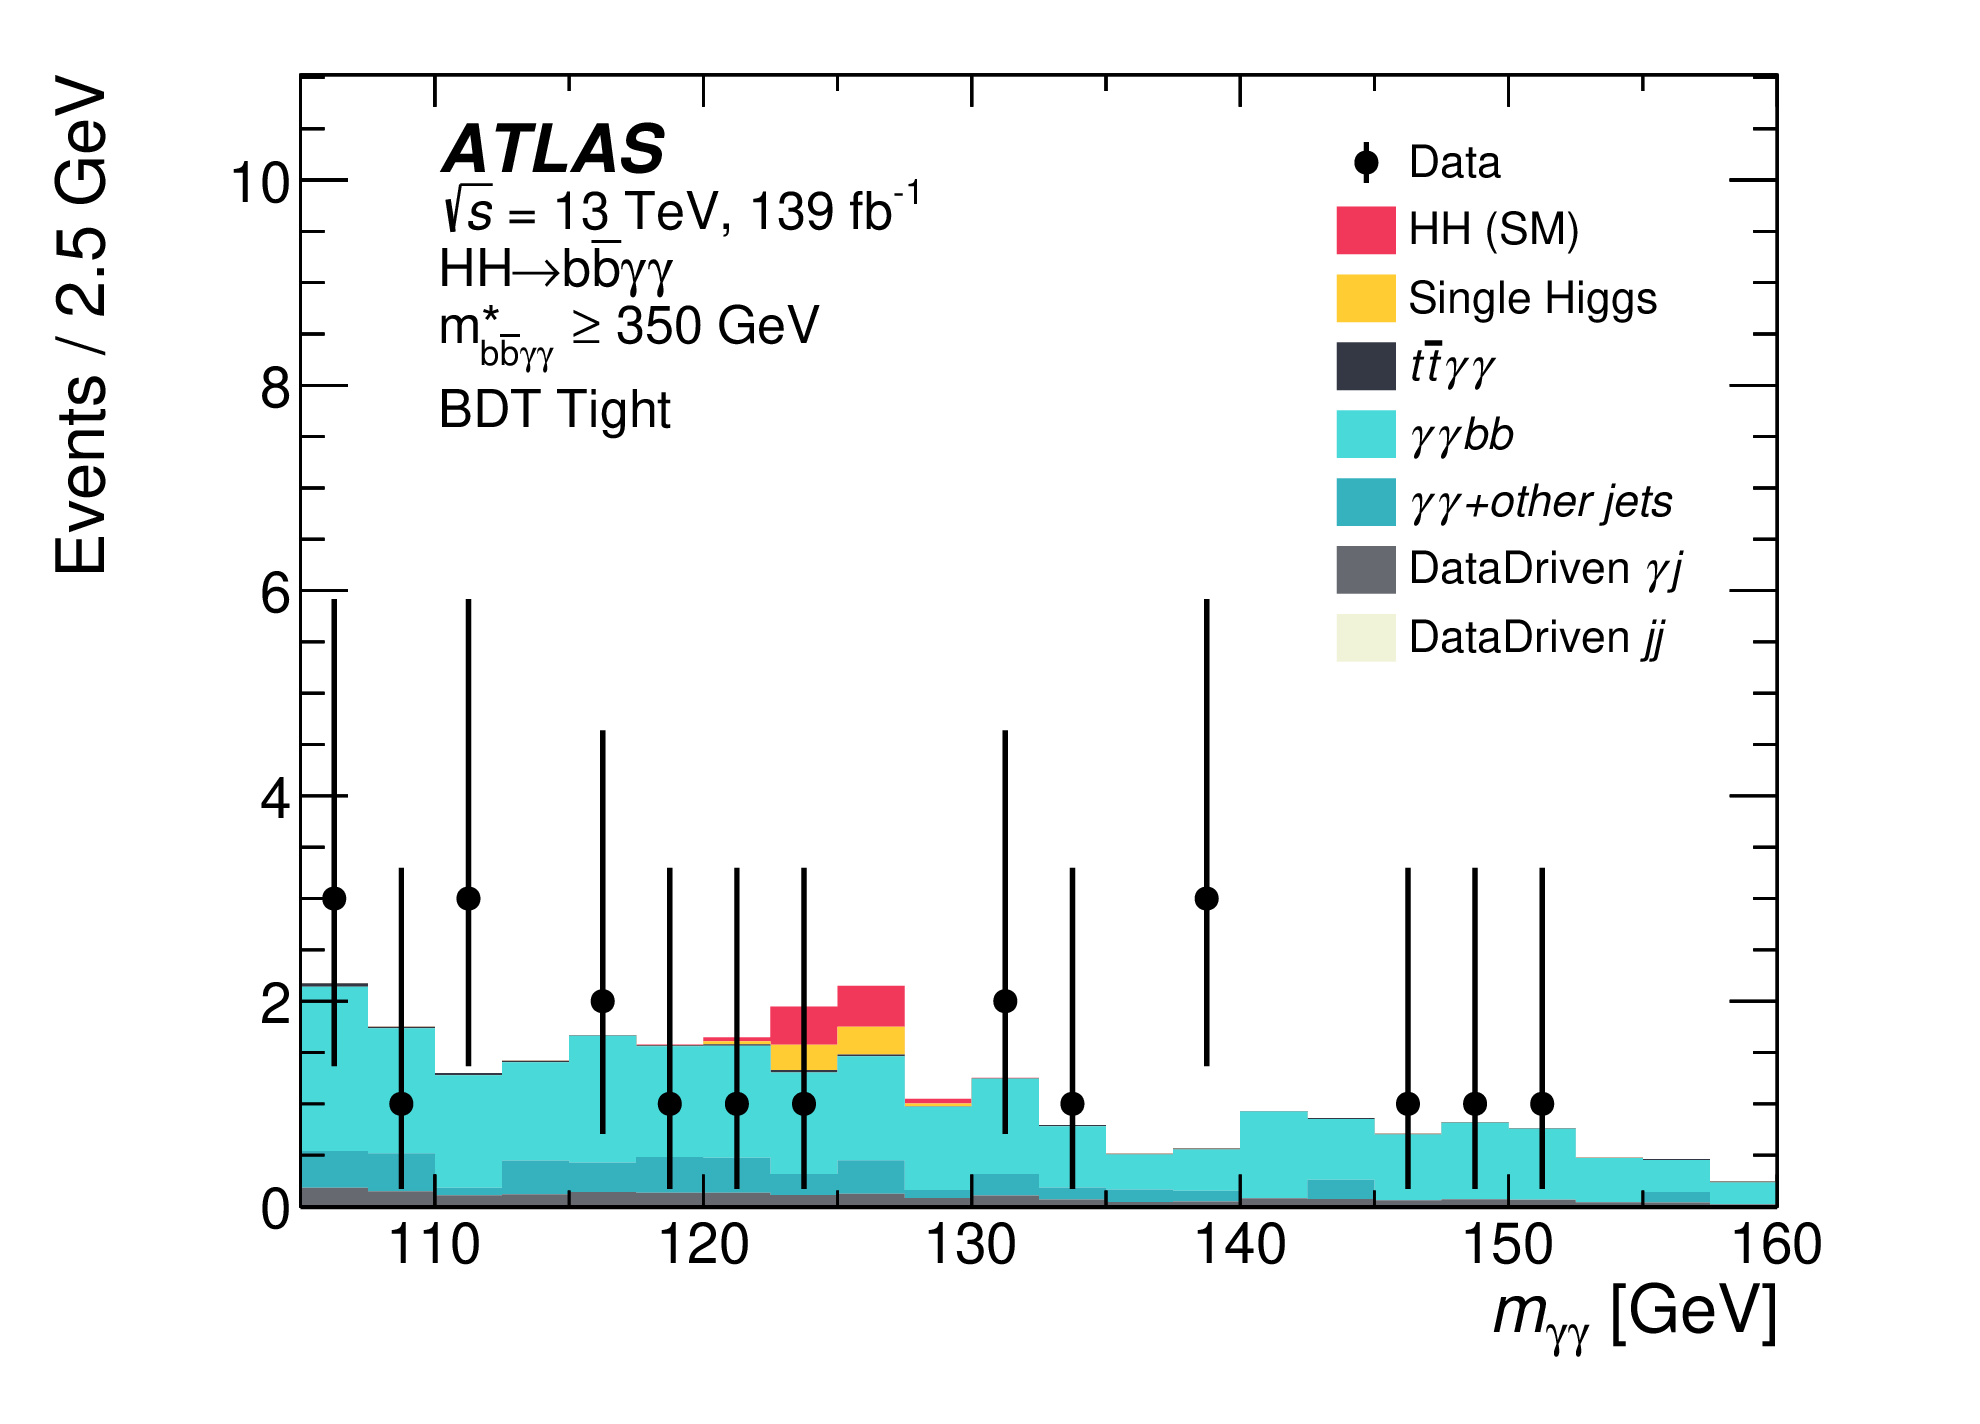 Events / 2.5 GeV
ATLAS
√s = 13 TeV, 139 fb⁻¹
HH→bb̅γγ
m*bb̅γγ ≥ 350 GeV
BDT Tight
Data
HH (SM)
Single Higgs
tt̅γγ
γγbb
γγ+other jets
DataDriven γj
DataDriven jj
10
8
6
4
2
0
110 120 130 140 150 160
mγγ [GeV]